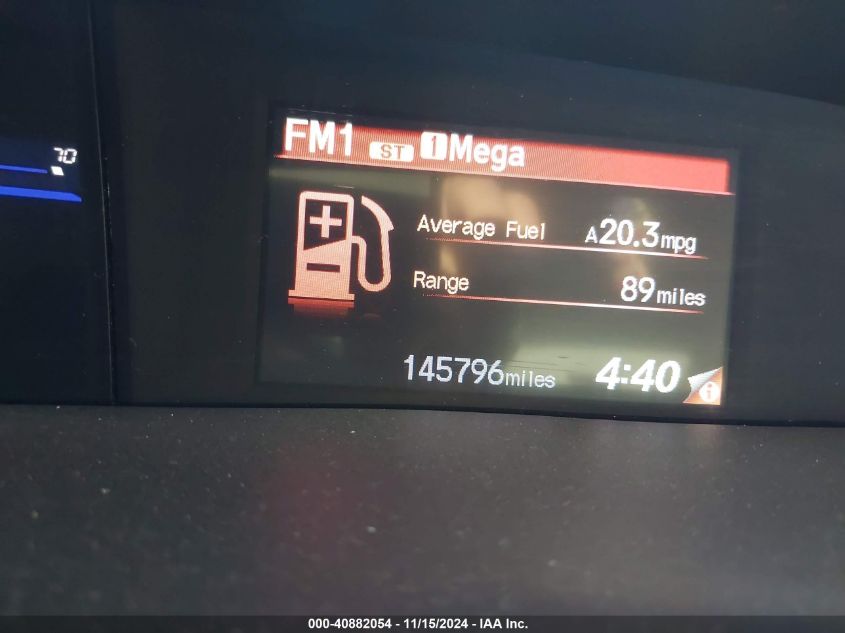 70
FM1 ST 1 Mega
Average Fuel A20.3mpg
Range 89miles
145796miles 4:40 i
000-40882054 - 11/15/2024 - IAA Inc.